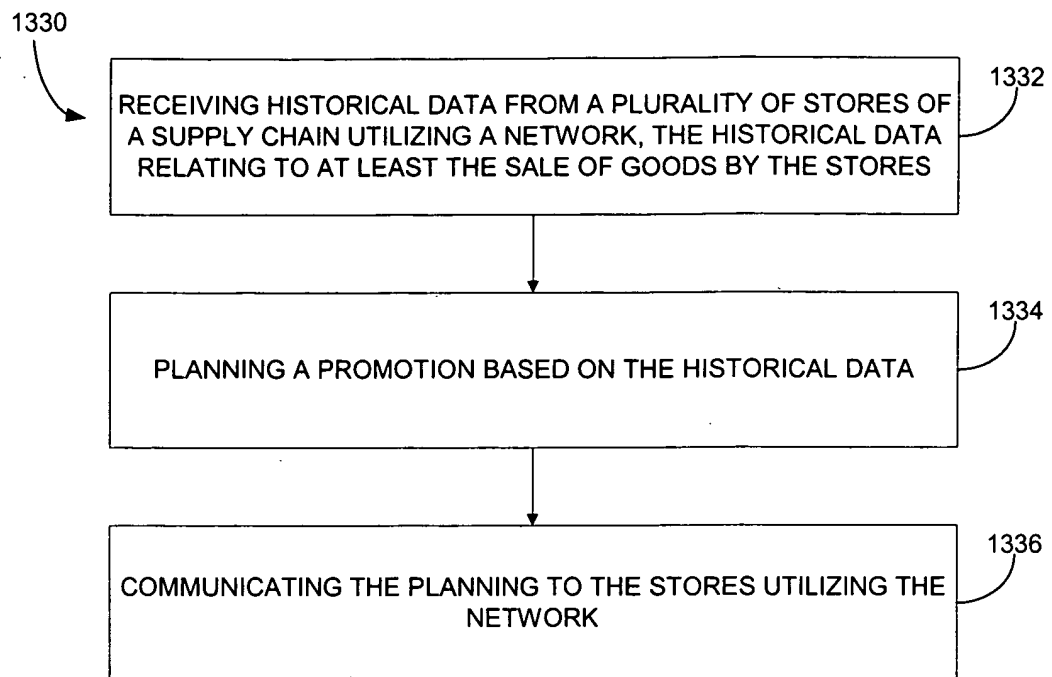 1330
1332
RECEIVING HISTORICAL DATA FROM A PLURALITY OF STORES OF
A SUPPLY CHAIN UTILIZING A NETWORK, THE HISTORICAL DATA
RELATING TO AT LEAST THE SALE OF GOODS BY THE STORES
1334
PLANNING A PROMOTION BASED ON THE HISTORICAL DATA
1336
COMMUNICATING THE PLANNING TO THE STORES UTILIZING THE
NETWORK